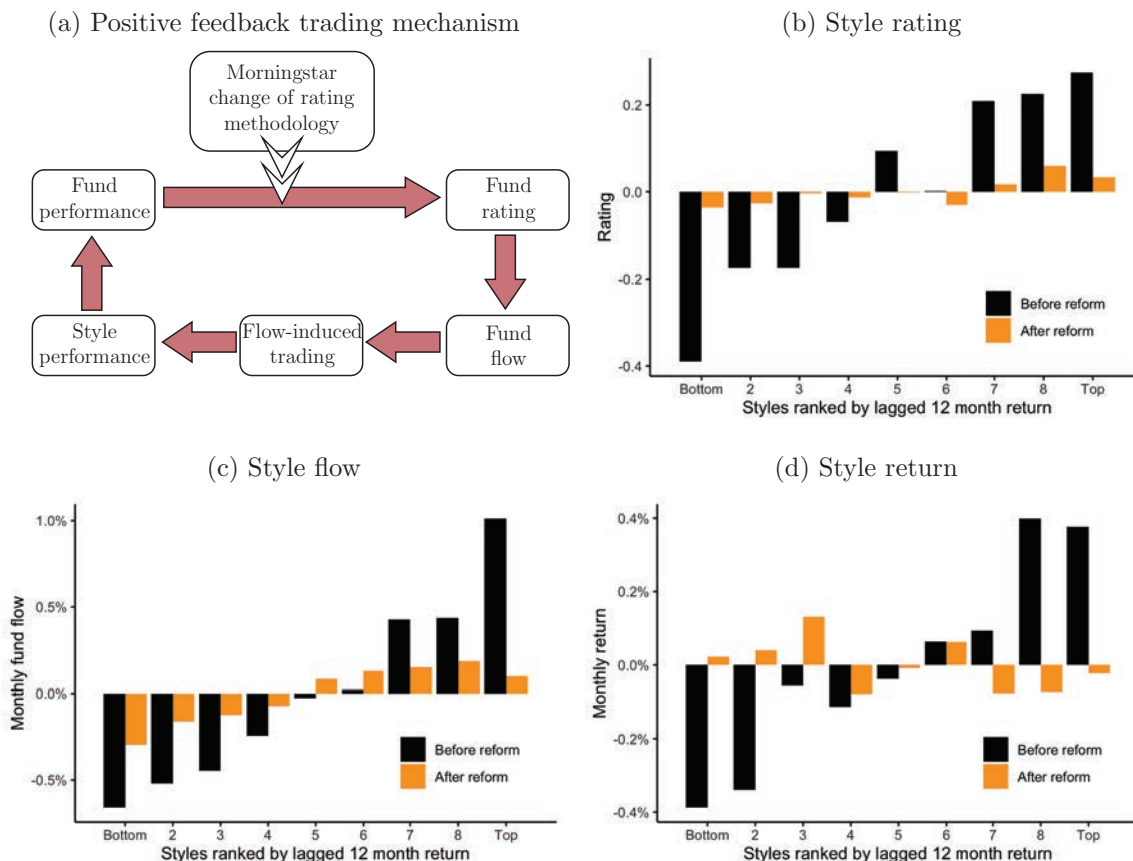 (a) Positive feedback trading mechanism
Morningstar
change of rating
methodology
Fund
performance
Fund
rating
Style
performance
Flow-induced
trading
Fund
flow
(b) Style rating
Rating
0.2
0.0
-0.2
-0.4
Before reform
After reform
Bottom 2 3 4 5 6 7 8 Top
Styles ranked by lagged 12 month return
(c) Style flow
Monthly fund flow
1.0%
0.5%
0.0%
-0.5%
Before reform
After reform
Bottom 2 3 4 5 6 7 8 Top
Styles ranked by lagged 12 month return
(d) Style return
Monthly return
0.4%
0.2%
0.0%
-0.2%
-0.4%
Before reform
After reform
Bottom 2 3 4 5 6 7 8 Top
Styles ranked by lagged 12 month return